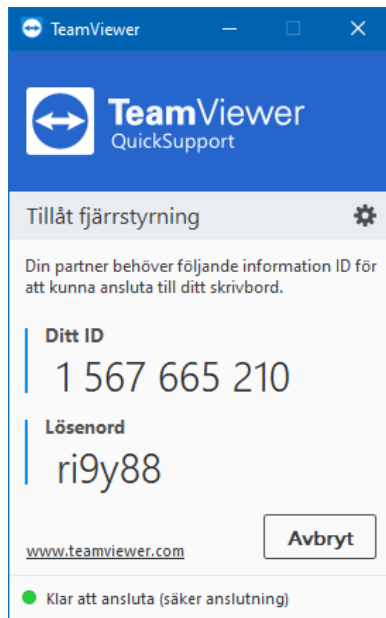 TeamViewer
TeamViewer
QuickSupport
Tillåt fjärrstyrning
Din partner behöver följande information ID för
att kunna ansluta till ditt skrivbord.
Ditt ID
1 567 665 210
Lösenord
ri9y88
Avbryt
www.teamviewer.com
Klar att ansluta (säker anslutning)